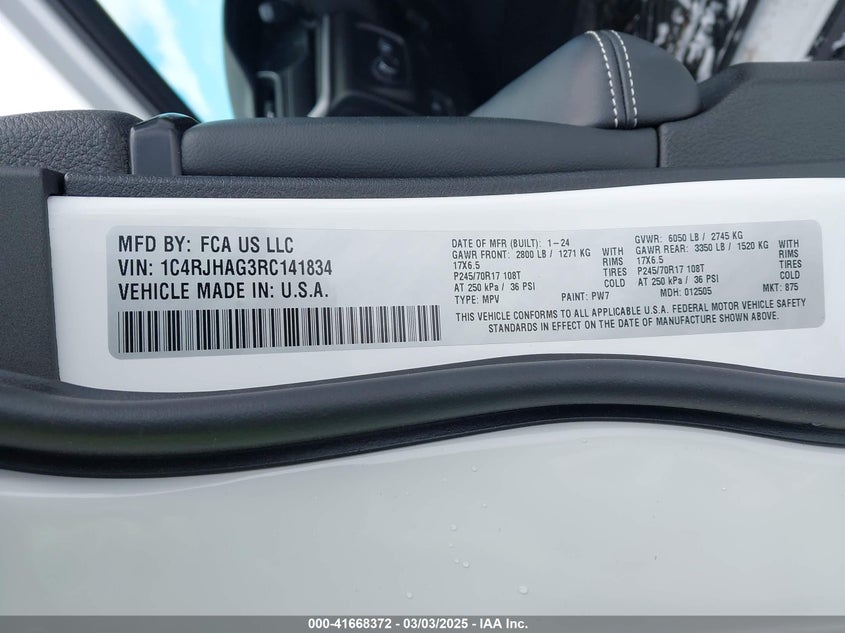 MFD BY: FCA US LLC
VIN: 1C4RJHAG3RC141834
VEHICLE MADE IN: U.S.A.
DATE OF MFR (BUILT): 1-24
GAWR FRONT: 2800 LB / 1271 KG WITH
17X6.5 RIMS
P245/70R17 108T TIRES
AT 250 kPa / 36 PSI COLD
TYPE: MPV PAINT: PW7
GVWR: 6050 LB / 2745 KG
GAWR REAR: 3350 LB / 1520 KG WITH
17X6.5 RIMS
P245/70R17 108T TIRES
AT 250 kPa / 36 PSI COLD
MDH: 012505 MKT: 875
THIS VEHICLE CONFORMS TO ALL APPLICABLE U.S.A. FEDERAL MOTOR VEHICLE SAFETY
STANDARDS IN EFFECT ON THE DATE OF MANUFACTURE SHOWN ABOVE.
000-41668372 — 03/03/2025 — IAA Inc.